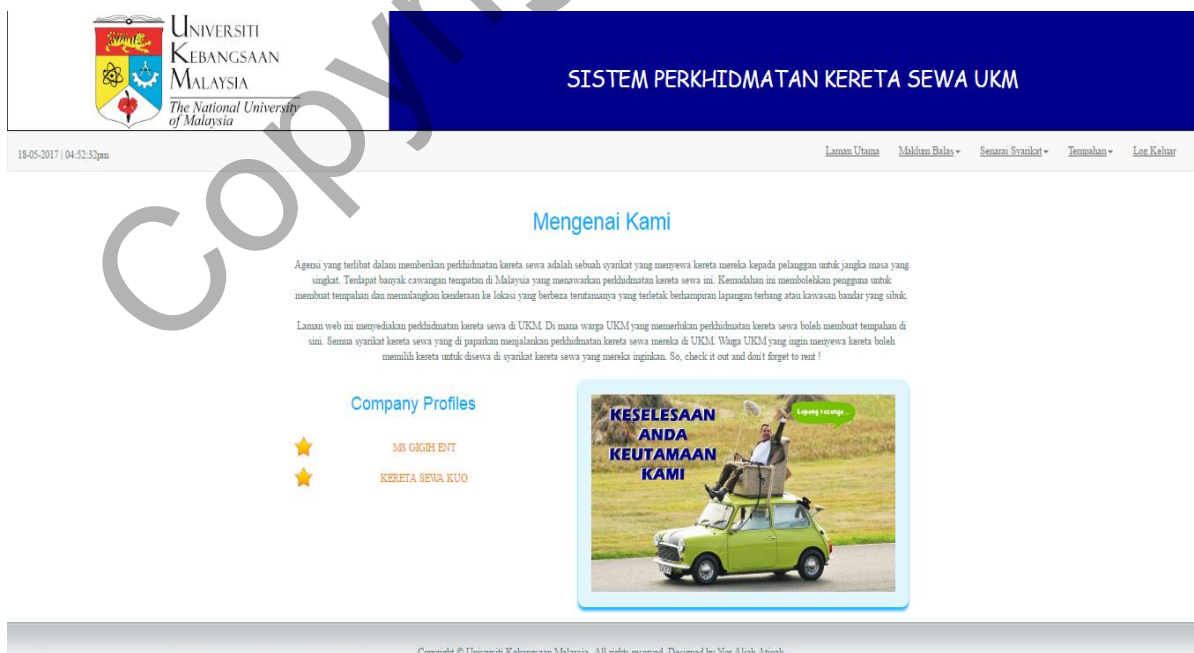 UNIVERSITI
KEBANGSAAN
MALAYSIA
The National University
of Malaysia
SISTEM PERKHIDMATAN KERETA SEWA UKM
18-05-2017 | 04:52:32pm
Laman Utama Maklum Balas Senarai Syarikat Tempahan Log Keluar
Mengenai Kami
Agensi yang terlibat dalam memberikan perkhidmatan kereta sewa adalah sebuah syarikat yang menyewa kereta mereka kepada pelanggan untuk jangka masa yang
singkat. Terdapat banyak cawangan tempatan di Malaysia yang menawarkan perkhidmatan kereta sewa ini. Kemudahan ini membolehkan pengguna untuk
membuat tempahan dan memulangkan kenderaan ke lokasi yang berbeza terutamanya yang terletak berhampiran lapangan terbang atau kawasan bandar yang sibuk.
Laman web ini menyediakan perkhidmatan kereta sewa di UKM. Di mana warga UKM yang memerlukan perkhidmatan kereta sewa boleh membuat tempahan di
sini. Semua syarikat kereta sewa yang di paparkan menjalankan perkhidmatan kereta sewa mereka di UKM. Warga UKM yang ingin menyewa kereta boleh
memilih kereta untuk disewa di syarikat kereta sewa yang mereka inginkan. So, check it out and don't forget to rent !
Company Profiles
MS GIGIH ENT
KERETA SEWA KUO
KESELESAAN
ANDA
KEUTAMAAN
KAMI
Copyright © Universiti Kebangsaan Malaysia. All rights reserved. Designed by Nor Aliah Atiqah